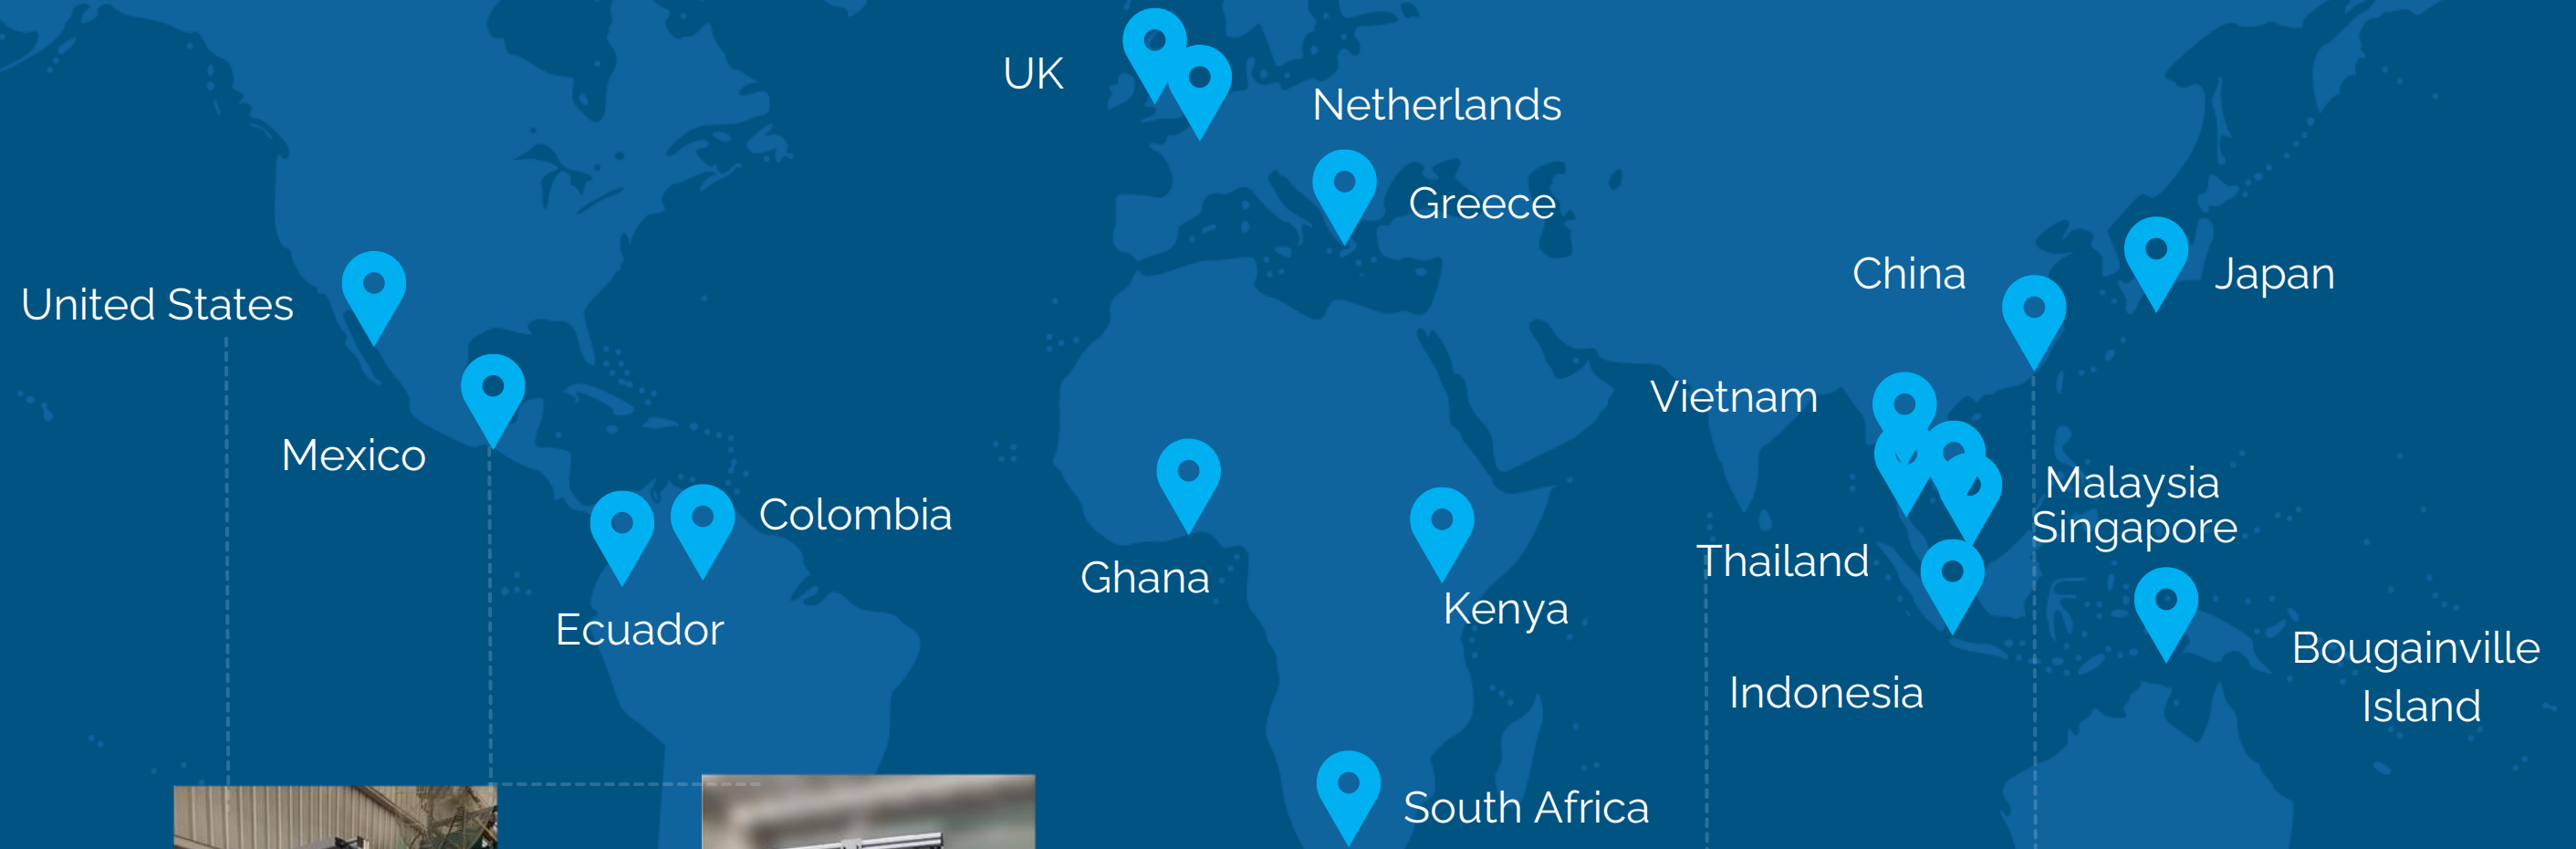 UK
Netherlands
Greece
United States
China
Japan
Vietnam
Mexico
Malaysia
Colombia
Singapore
Thailand
Ghana
Kenya
Ecuador
Bougainville
Island
Indonesia
South Africa